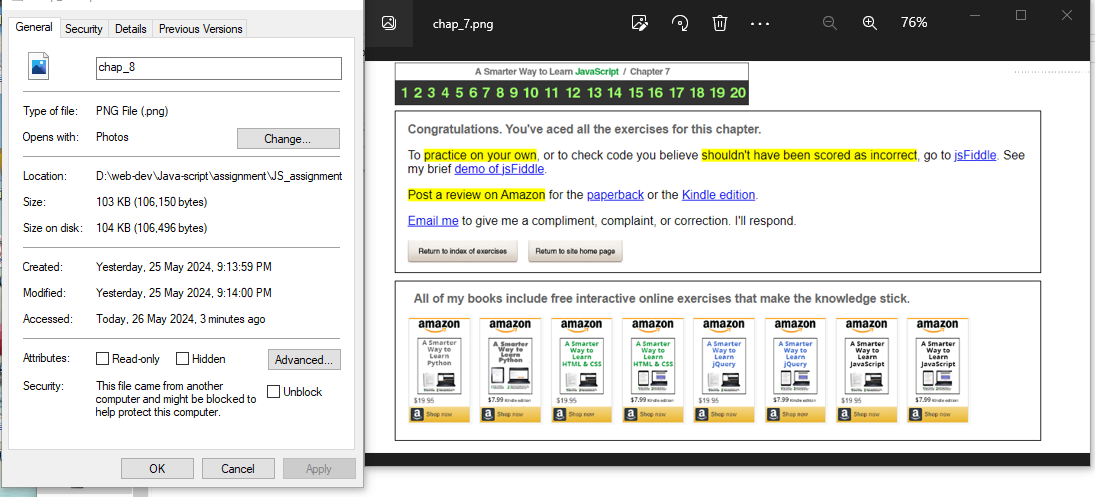 General Security Details Previous Versions
chap_8
Type of file: PNG File (.png)
Opens with: Photos Change...
Location: D:\web-dev\Java-script\assignment\JS_assignment
Size: 103 KB (106,150 bytes)
Size on disk: 104 KB (106,496 bytes)
Created: Yesterday, 25 May 2024, 9:13:59 PM
Modified: Yesterday, 25 May 2024, 9:14:00 PM
Accessed: Today, 26 May 2024, 3 minutes ago
Attributes: Read-only Hidden Advanced...
Security: This file came from another
computer and might be blocked to
help protect this computer.
Unblock
OK Cancel Apply
chap_7.png 76%
A Smarter Way to Learn JavaScript / Chapter 7
1 2 3 4 5 6 7 8 9 10 11 12 13 14 15 16 17 18 19 20
Congratulations. You've aced all the exercises for this chapter.
To practice on your own, or to check code you believe shouldn't have been scored as incorrect, go to jsFiddle. See
my brief demo of jsFiddle.
Post a review on Amazon for the paperback or the Kindle edition.
Email me to give me a compliment, complaint, or correction. I'll respond.
Return to index of exercises Return to site home page
All of my books include free interactive online exercises that make the knowledge stick.
amazon amazon amazon amazon amazon amazon amazon amazon
A Smarter A Smarter A Smarter A Smarter A Smarter A Smarter A Smarter A Smarter
Way to Way to Way to Way to Way to Way to Way to Way to
Learn Learn Learn Learn Learn Learn Learn Learn
Python Python HTML & CSS HTML & CSS jQuery jQuery JavaScript JavaScript
$19.95 $7.99 Kindle edition $19.95 $7.99 Kindle edition $19.95 $7.99 Kindle edition $19.95 $7.99 Kindle edition
a Shop now a Shop now a Shop now a Shop now a Shop now a Shop now a Shop now a Shop now